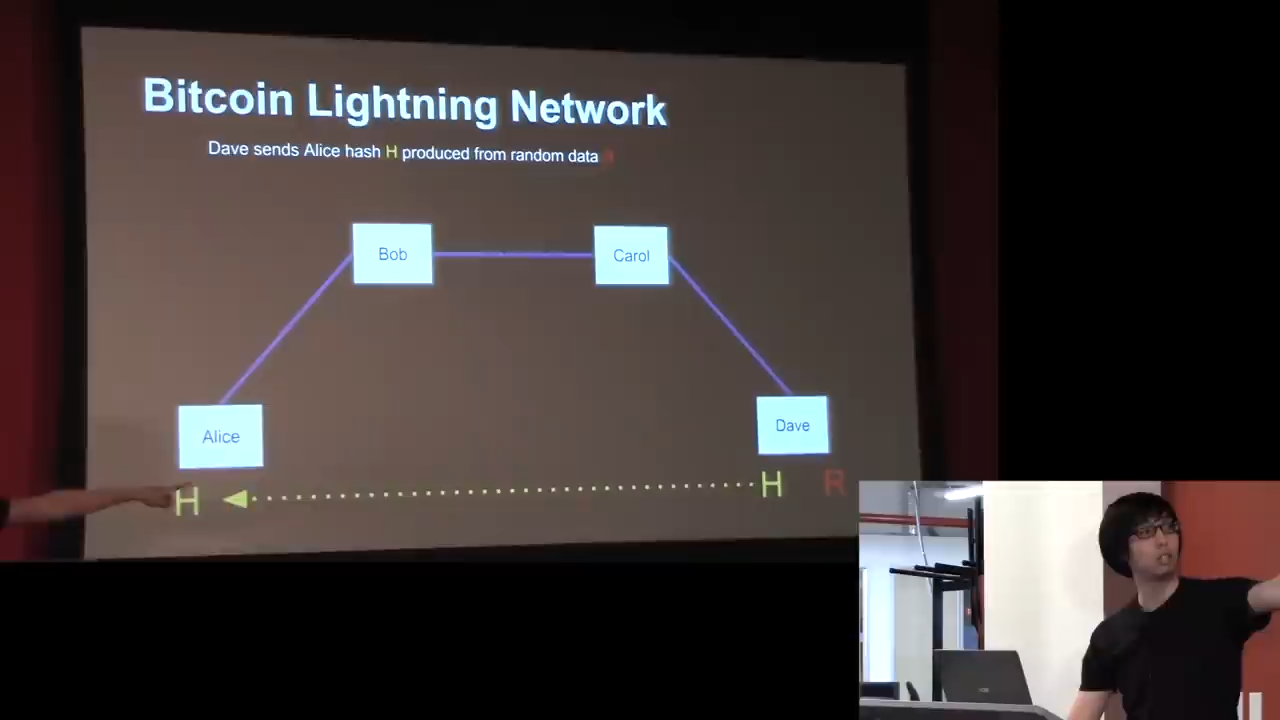 Bitcoin Lightning Network
Dave sends Alice hash H produced from random data R
Bob
Carol
Alice
Dave
H
H
R